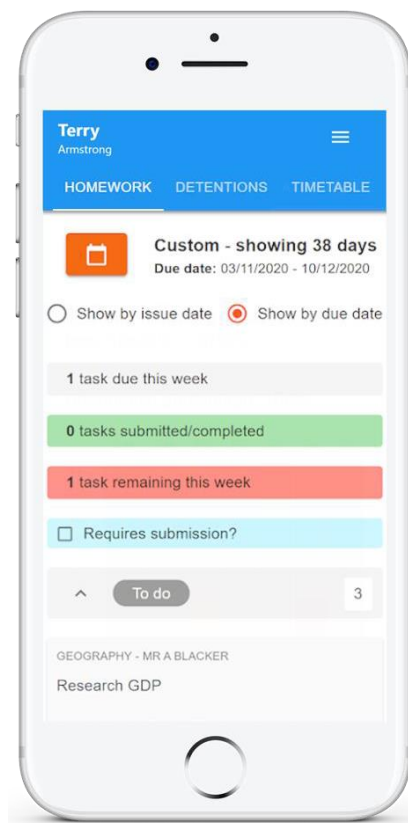 Terry
Armstrong
HOMEWORK DETENTIONS TIMETABLE
Custom - showing 38 days
Due date: 03/11/2020 - 10/12/2020
Show by issue date Show by due date
1 task due this week
0 tasks submitted/completed
1 task remaining this week
Requires submission?
To do 3
GEOGRAPHY - MR A BLACKER
Research GDP